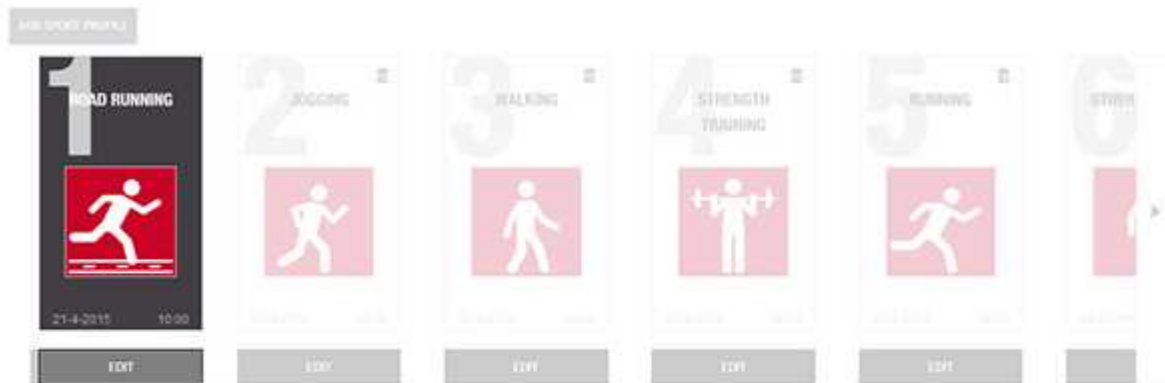 ADD SPORT PROFILE
1
ROAD RUNNING
21-4-2015 10:00
EDIT
2
JOGGING
EDIT
3
WALKING
EDIT
4
STRENGTH
TRAINING
EDIT
5
RUNNING
EDIT
6